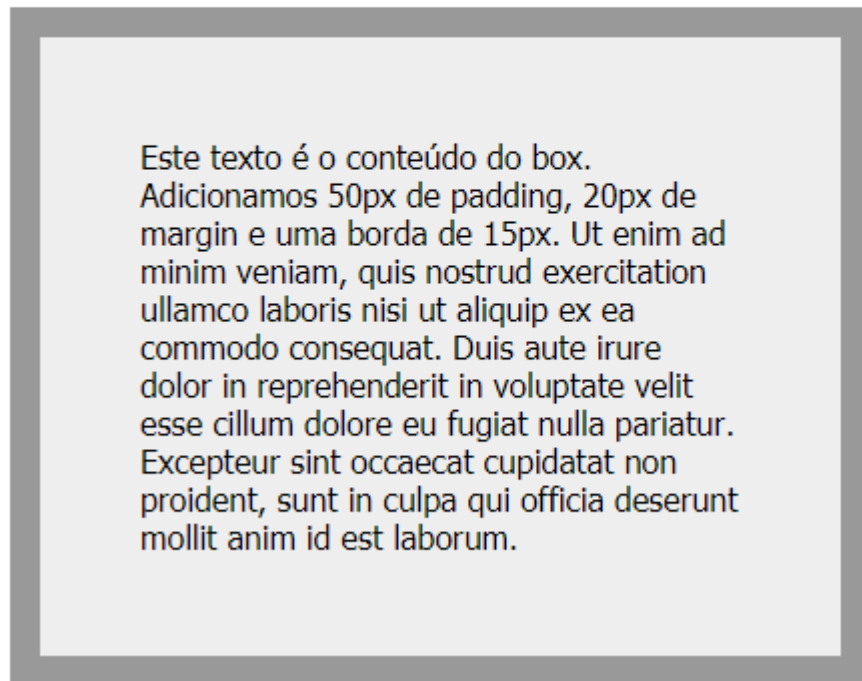 Este texto é o conteúdo do box.
Adicionamos 50px de padding, 20px de
margin e uma borda de 15px. Ut enim ad
minim veniam, quis nostrud exercitation
ullamco laboris nisi ut aliquip ex ea
commodo consequat. Duis aute irure
dolor in reprehenderit in voluptate velit
esse cillum dolore eu fugiat nulla pariatur.
Excepteur sint occaecat cupidatat non
proident, sunt in culpa qui officia deserunt
mollit anim id est laborum.